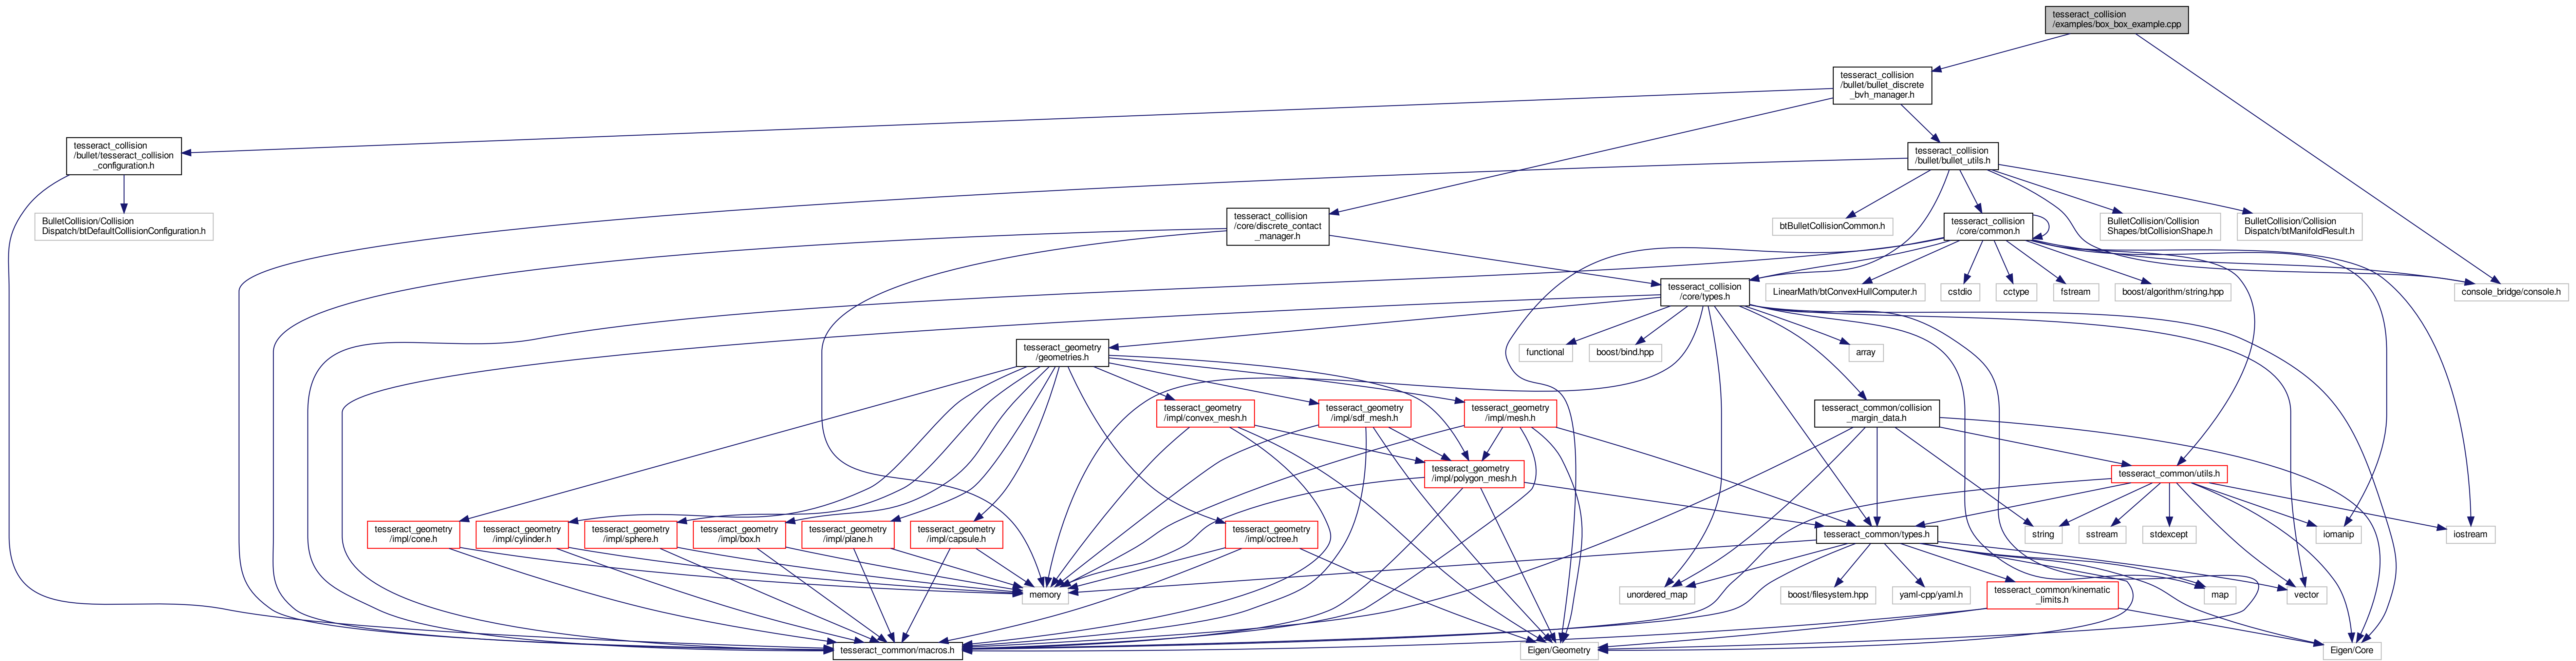 tesseract_collision
/examples/box_box_example.cpp
tesseract_collision
/bullet/bullet_discrete
_bvh_manager.h
tesseract_collision
/bullet/tesseract_collision
_configuration.h
tesseract_collision
/bullet/bullet_utils.h
BulletCollision/Collision
Dispatch/btDefaultCollisionConfiguration.h
tesseract_collision
/core/discrete_contact
_manager.h
btBulletCollisionCommon.h
tesseract_collision
/core/common.h
BulletCollision/Collision
Shapes/btCollisionShape.h
BulletCollision/Collision
Dispatch/btManifoldResult.h
tesseract_collision
/core/types.h
LinearMath/btConvexHullComputer.h
cstdio
cctype
fstream
boost/algorithm/string.hpp
console_bridge/console.h
tesseract_geometry
/geometries.h
functional
boost/bind.hpp
array
tesseract_geometry
/impl/convex_mesh.h
tesseract_geometry
/impl/sdf_mesh.h
tesseract_geometry
/impl/mesh.h
tesseract_common/collision
_margin_data.h
tesseract_geometry
/impl/polygon_mesh.h
tesseract_common/utils.h
tesseract_geometry
/impl/cone.h
tesseract_geometry
/impl/cylinder.h
tesseract_geometry
/impl/sphere.h
tesseract_geometry
/impl/box.h
tesseract_geometry
/impl/plane.h
tesseract_geometry
/impl/capsule.h
tesseract_geometry
/impl/octree.h
tesseract_common/types.h
string
sstream
stdexcept
iomanip
iostream
memory
unordered_map
boost/filesystem.hpp
yaml-cpp/yaml.h
tesseract_common/kinematic
_limits.h
map
vector
tesseract_common/macros.h
Eigen/Geometry
Eigen/Core